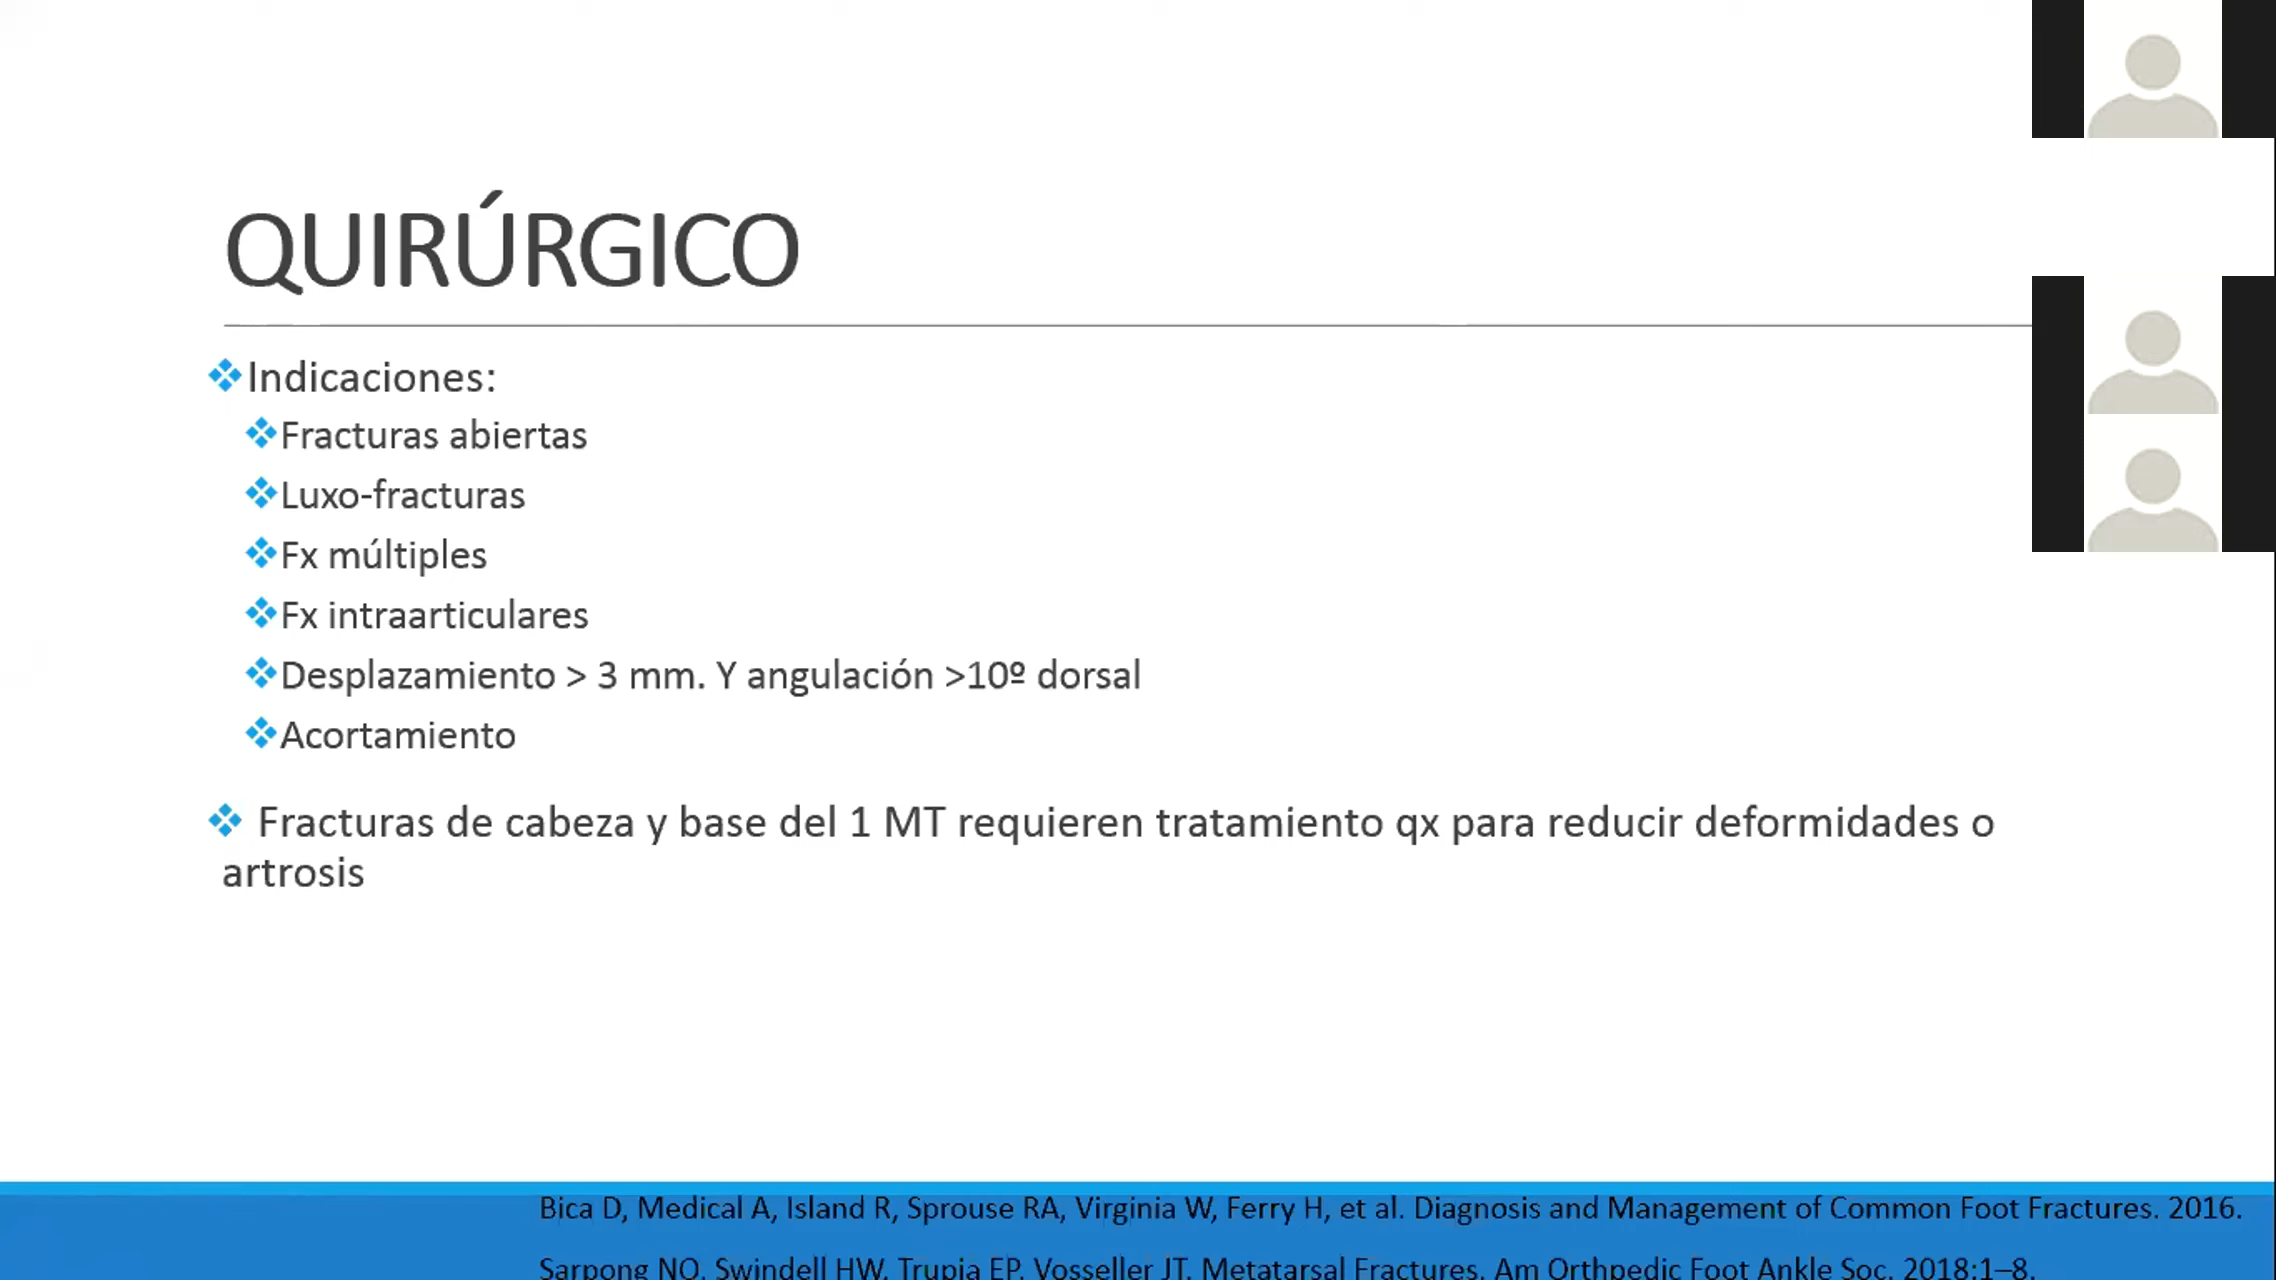 QUIRÚRGICO
Indicaciones:
Fracturas abiertas
Luxo-fracturas
Fx múltiples
Fx intraarticulares
Desplazamiento > 3 mm. Y angulación >10º dorsal
Acortamiento
Fracturas de cabeza y base del 1 MT requieren tratamiento qx para reducir deformidades o
artrosis
Bica D, Medical A, Island R, Sprouse RA, Virginia W, Ferry H, et al. Diagnosis and Management of Common Foot Fractures. 2016.
Sarpong NO, Swindell HW, Trupia EP, Vosseller JT. Metatarsal Fractures. Am Orthpedic Foot Ankle Soc. 2018;1–8.